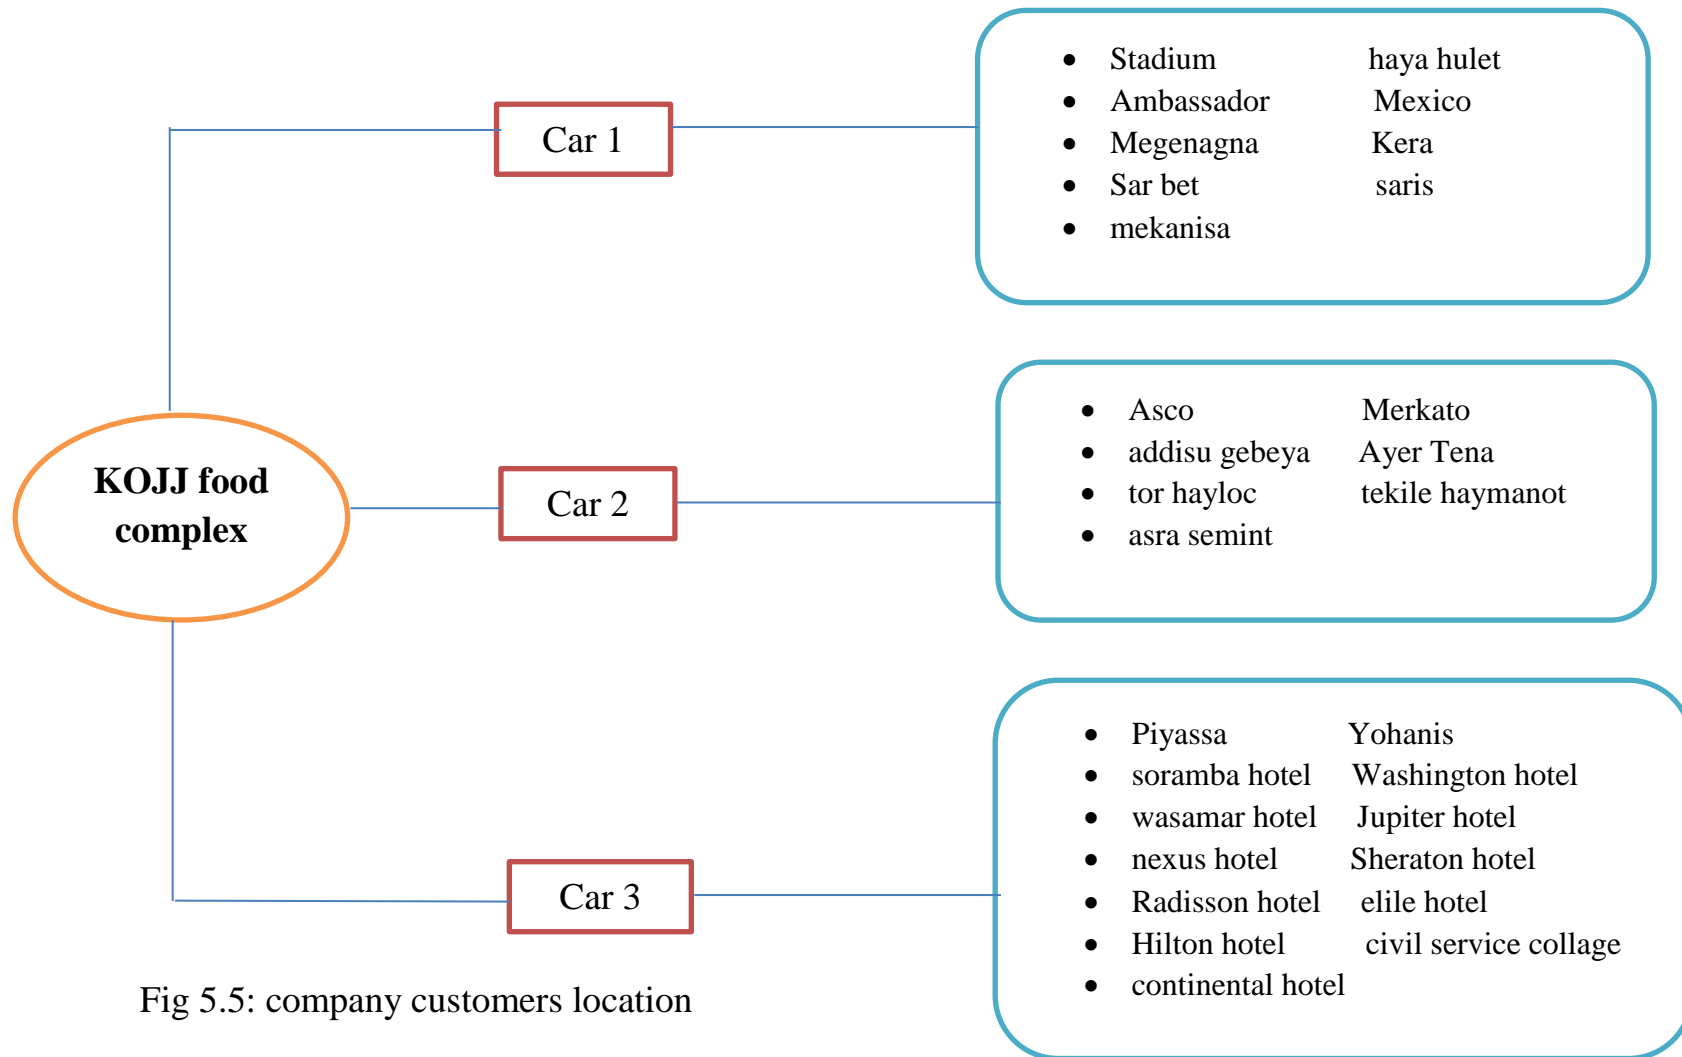 • Stadium haya hulet
• Ambassador Mexico
• Megenagna Kera
• Sar bet saris
• mekanisa
Car 1
• Asco Merkato
• addisu gebeya Ayer Tena
• tor hayloc tekile haymanot
• asra semint
KOJJ food
complex
Car 2
• Piyassa Yohanis
• soramba hotel Washington hotel
• wasamar hotel Jupiter hotel
• nexus hotel Sheraton hotel
• Radisson hotel elile hotel
• Hilton hotel civil service collage
• continental hotel
Car 3
Fig 5.5: company customers location